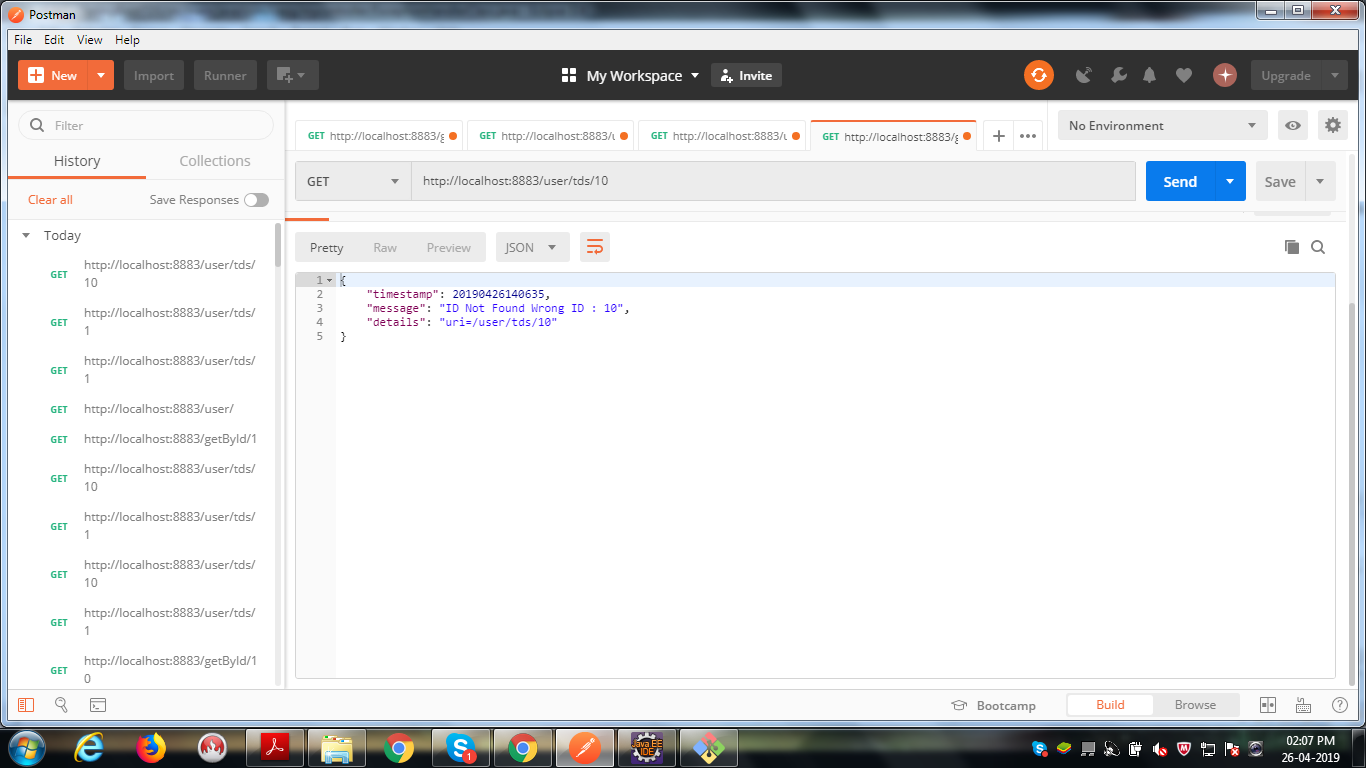 Postman
File Edit View Help
New Import Runner My Workspace Invite Upgrade
Filter
History Collections
Clear all Save Responses
Today
GET http://localhost:8883/user/tds/
10
GET http://localhost:8883/user/tds/
1
GET http://localhost:8883/user/tds/
1
GET http://localhost:8883/user/
GET http://localhost:8883/getById/1
GET http://localhost:8883/user/tds/
10
GET http://localhost:8883/user/tds/
1
GET http://localhost:8883/user/tds/
10
GET http://localhost:8883/user/tds/
1
GET http://localhost:8883/getById/1
0
GET http://localhost:8883/g GET http://localhost:8883/u GET http://localhost:8883/u GET http://localhost:8883/g
No Environment
GET http://localhost:8883/user/tds/10 Send Save
Pretty Raw Preview JSON
1 {
2 "timestamp": 20190426140635,
3 "message": "ID Not Found Wrong ID : 10",
4 "details": "uri=/user/tds/10"
5 }
Bootcamp Build Browse
1
Java EE
IDE
02:07 PM
26-04-2019